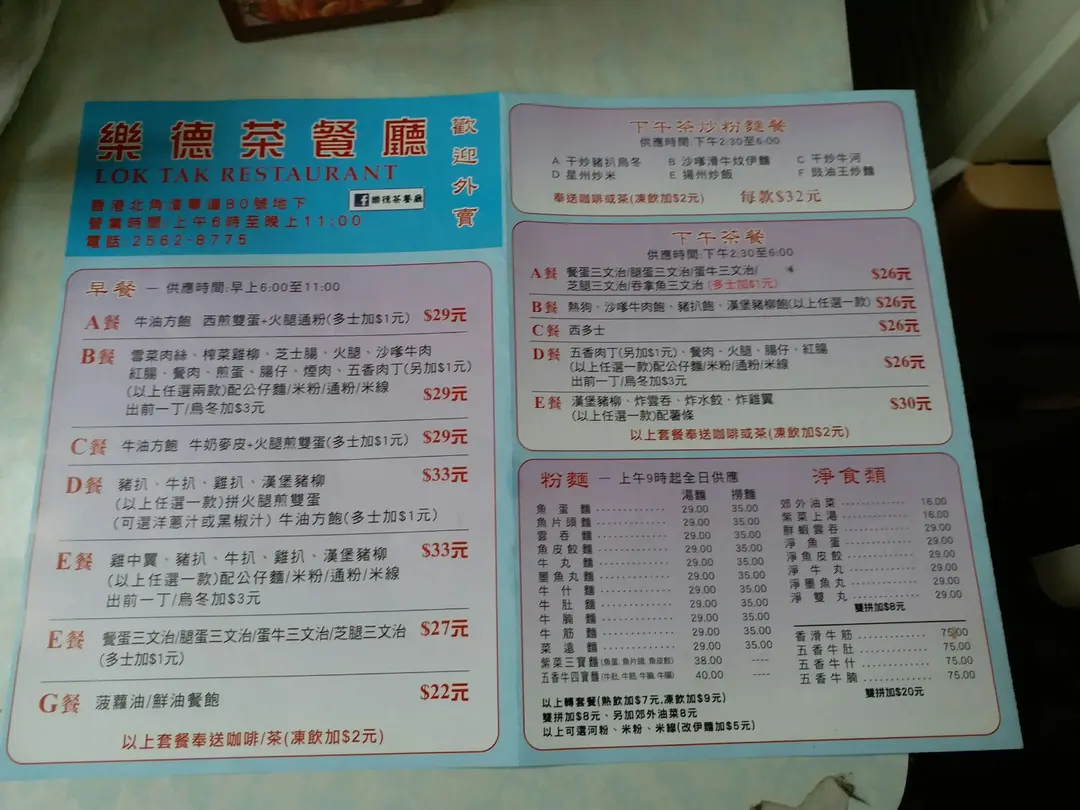 樂德茶餐廳
LOK TAK RESTAURANT
歡迎外賣
香港北角清華道80號地下
樂德茶餐廳
營業時間:上午6時至晚上11:00
電話:2562-8775
早餐 — 供應時間:早上6:00至11:00
A餐 牛油方飽 西煎雙蛋+火腿通粉(多士加$1元) $29元
B餐 雪菜肉絲、榨菜雞柳、芝士腸、火腿、沙嗲牛肉
紅腸、餐肉、煎蛋、腸仔、煙肉、五香肉丁(另加$1元)
(以上任選兩款)配公仔麵/米粉/通粉/米線 $29元
出前一丁/烏冬加$3元
C餐 牛油方飽 牛奶麥皮+火腿煎雙蛋(多士加$1元) $29元
D餐 豬扒、牛扒、雞扒、漢堡豬柳 $33元
(以上任選一款)拼火腿煎雙蛋
(可選洋蔥汁或黑椒汁) 牛油方飽(多士加$1元)
E餐 雞中翼、豬扒、牛扒、雞扒、漢堡豬柳 $33元
(以上任選一款)配公仔麵/米粉/通粉/米線
出前一丁/烏冬加$3元
E餐 餐蛋三文治/腿蛋三文治/蛋牛三文治/芝腿三文治 $27元
(多士加$1元)
G餐 菠蘿油/鮮油餐飽 $22元
以上套餐奉送咖啡/茶(凍飲加$2元)
下午茶炒粉麵餐
供應時間:下午2:30至6:00
A 干炒豬扒烏冬 B 沙嗲滑牛炆伊麵 C 干炒牛河
D 星州炒米 E 揚州炒飯 F 豉油王炒麵
奉送咖啡或茶(凍飲加$2元) 每款$32元
下午茶餐
供應時間:下午2:30至6:00
A餐 餐蛋三文治/腿蛋三文治/蛋牛三文治/ $26元
芝腿三文治/吞拿魚三文治 (多士加$1元)
B餐 熱狗、沙嗲牛肉飽、豬扒飽、漢堡豬柳飽(以上任選一款) $26元
C餐 西多士 $26元
D餐 五香肉丁(另加$1元)、餐肉、火腿、腸仔、紅腸
(以上任選一款)配公仔麵/米粉/通粉/米線 $26元
出前一丁/烏冬加$3元
E餐 漢堡豬柳、炸雲吞、炸水餃、炸雞翼 $30元
(以上任選一款)配薯條
以上套餐奉送咖啡或茶(凍飲加$2元)
粉麵 — 上午9時起全日供應
湯麵 撈麵
魚蛋麵 29.00 35.00
魚片頭麵 29.00 35.00
雲吞麵 29.00 35.00
魚皮餃麵 29.00 35.00
牛丸麵 29.00 35.00
墨魚丸麵 29.00 35.00
牛什麵 29.00 35.00
牛肚麵 29.00 35.00
牛腩麵 29.00 35.00
牛筋麵 29.00 35.00
菜遠麵 29.00 35.00
紫菜三寶麵(魚蛋, 魚片頭, 魚皮餃) 38.00 ----
五香牛四寶麵(牛肚, 牛筋, 牛腩, 牛腸) 40.00 ----
以上轉套餐(熱飲加$7元,凍飲加$9元)
雙拼加$8元、另加郊外油菜8元
以上可選河粉、米粉、米線(改伊麵加$5元)
淨食類
郊外油菜 16.00
紫菜上湯 16.00
鮮蝦雲吞 29.00
淨魚蛋 29.00
淨魚皮餃 29.00
淨牛丸 29.00
淨墨魚丸 29.00
淨雙丸 29.00
雙拼加$8元
香滑牛筋 75.00
五香牛肚 75.00
五香牛什 75.00
五香牛腩 75.00
雙拼加$20元